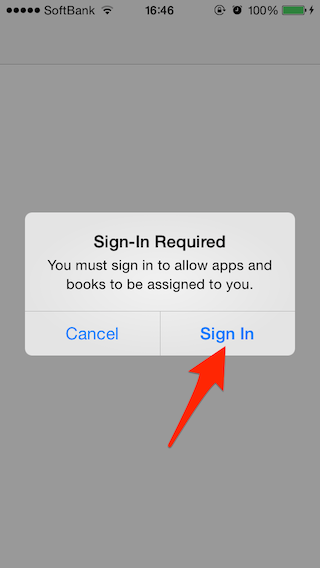 SoftBank 16:46 100%
Sign-In Required
You must sign in to allow apps and
books to be assigned to you.
Cancel Sign In